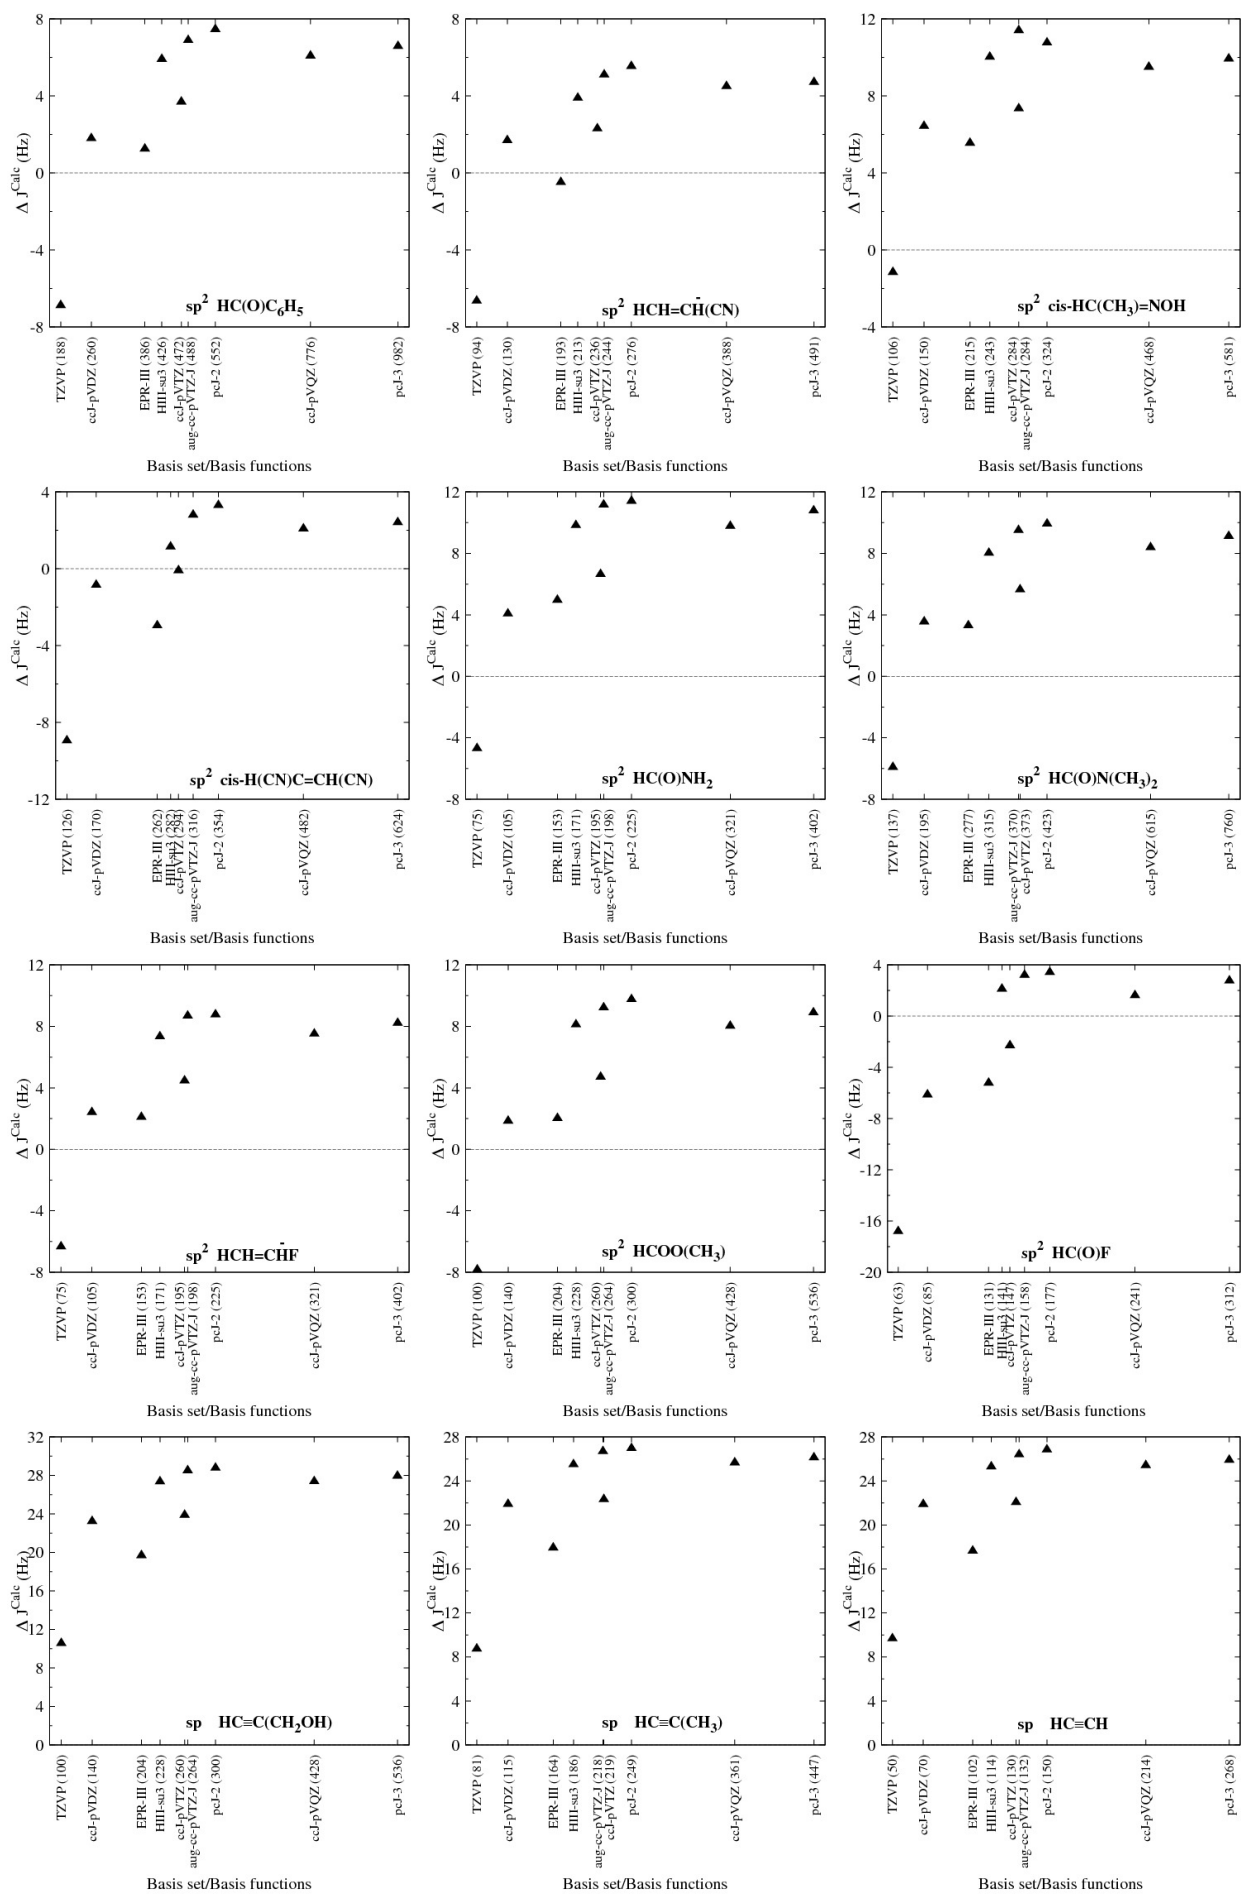 8
4
0
-4
-8
Δ J^Calc (Hz)
sp² HC(O)C₆H₅
TZVP (188)
ccJ-pVDZ (260)
EPR-III (386)
HIII-su3 (426)
ccJ-pVTZ (472)
aug-cc-pVTZ-J (488)
pcJ-2 (552)
ccJ-pVQZ (776)
pcJ-3 (982)
Basis set/Basis functions
8
4
0
-4
-8
Δ J^Calc (Hz)
sp² HCH=CH̄(CN)
TZVP (94)
ccJ-pVDZ (130)
EPR-III (193)
HIII-su3 (213)
ccJ-pVTZ (236)
aug-cc-pVTZ-J (244)
pcJ-2 (276)
ccJ-pVQZ (388)
pcJ-3 (491)
Basis set/Basis functions
12
8
4
0
-4
Δ J^Calc (Hz)
sp² cis-HC(CH₃)=NOH
TZVP (106)
ccJ-pVDZ (150)
EPR-III (215)
HIII-su3 (243)
ccJ-pVTZ (284)
aug-cc-pVTZ-J (284)
pcJ-2 (324)
ccJ-pVQZ (468)
pcJ-3 (581)
Basis set/Basis functions
4
0
-4
-8
-12
Δ J^Calc (Hz)
sp² cis-H(CN)C=CH(CN)
TZVP (126)
ccJ-pVDZ (170)
EPR-III (262)
HIII-su3 (282)
ccJ-pVTZ (294)
aug-cc-pVTZ-J (316)
pcJ-2 (354)
ccJ-pVQZ (482)
pcJ-3 (624)
Basis set/Basis functions
12
8
4
0
-4
-8
Δ J^Calc (Hz)
sp² HC(O)NH₂
TZVP (75)
ccJ-pVDZ (105)
EPR-III (153)
HIII-su3 (171)
ccJ-pVTZ (195)
aug-cc-pVTZ-J (198)
pcJ-2 (225)
ccJ-pVQZ (321)
pcJ-3 (402)
Basis set/Basis functions
12
8
4
0
-4
-8
Δ J^Calc (Hz)
sp² HC(O)N(CH₃)₂
TZVP (137)
ccJ-pVDZ (195)
EPR-III (277)
HIII-su3 (315)
aug-cc-pVTZ-J (370)
ccJ-pVTZ (373)
pcJ-2 (423)
ccJ-pVQZ (615)
pcJ-3 (760)
Basis set/Basis functions
12
8
4
0
-4
-8
Δ J^Calc (Hz)
sp² HCH=CH̄F
TZVP (75)
ccJ-pVDZ (105)
EPR-III (153)
HIII-su3 (171)
ccJ-pVTZ (195)
aug-cc-pVTZ-J (198)
pcJ-2 (225)
ccJ-pVQZ (321)
pcJ-3 (402)
Basis set/Basis functions
12
8
4
0
-4
-8
Δ J^Calc (Hz)
sp² HCOO(CH₃)
TZVP (100)
ccJ-pVDZ (140)
EPR-III (204)
HIII-su3 (228)
ccJ-pVTZ (260)
aug-cc-pVTZ-J (264)
pcJ-2 (300)
ccJ-pVQZ (428)
pcJ-3 (536)
Basis set/Basis functions
4
0
-4
-8
-12
-16
-20
Δ J^Calc (Hz)
sp² HC(O)F
TZVP (63)
ccJ-pVDZ (85)
EPR-III (131)
HIII-su3 (141)
ccJ-pVTZ (147)
aug-cc-pVTZ-J (158)
pcJ-2 (177)
ccJ-pVQZ (241)
pcJ-3 (312)
Basis set/Basis functions
32
28
24
20
16
12
8
4
0
Δ J^Calc (Hz)
sp HC≡C(CH₂OH)
TZVP (100)
ccJ-pVDZ (140)
EPR-III (204)
HIII-su3 (228)
ccJ-pVTZ (260)
aug-cc-pVTZ-J (264)
pcJ-2 (300)
ccJ-pVQZ (428)
pcJ-3 (536)
Basis set/Basis functions
28
24
20
16
12
8
4
0
Δ J^Calc (Hz)
sp HC≡C(CH₃)
TZVP (81)
ccJ-pVDZ (115)
EPR-III (164)
HIII-su3 (186)
aug-cc-pVTZ-J (218)
ccJ-pVTZ (219)
pcJ-2 (249)
ccJ-pVQZ (361)
pcJ-3 (447)
Basis set/Basis functions
28
24
20
16
12
8
4
0
Δ J^Calc (Hz)
sp HC≡CH
TZVP (50)
ccJ-pVDZ (70)
EPR-III (102)
HIII-su3 (114)
ccJ-pVTZ (130)
aug-cc-pVTZ-J (132)
pcJ-2 (150)
ccJ-pVQZ (214)
pcJ-3 (268)
Basis set/Basis functions